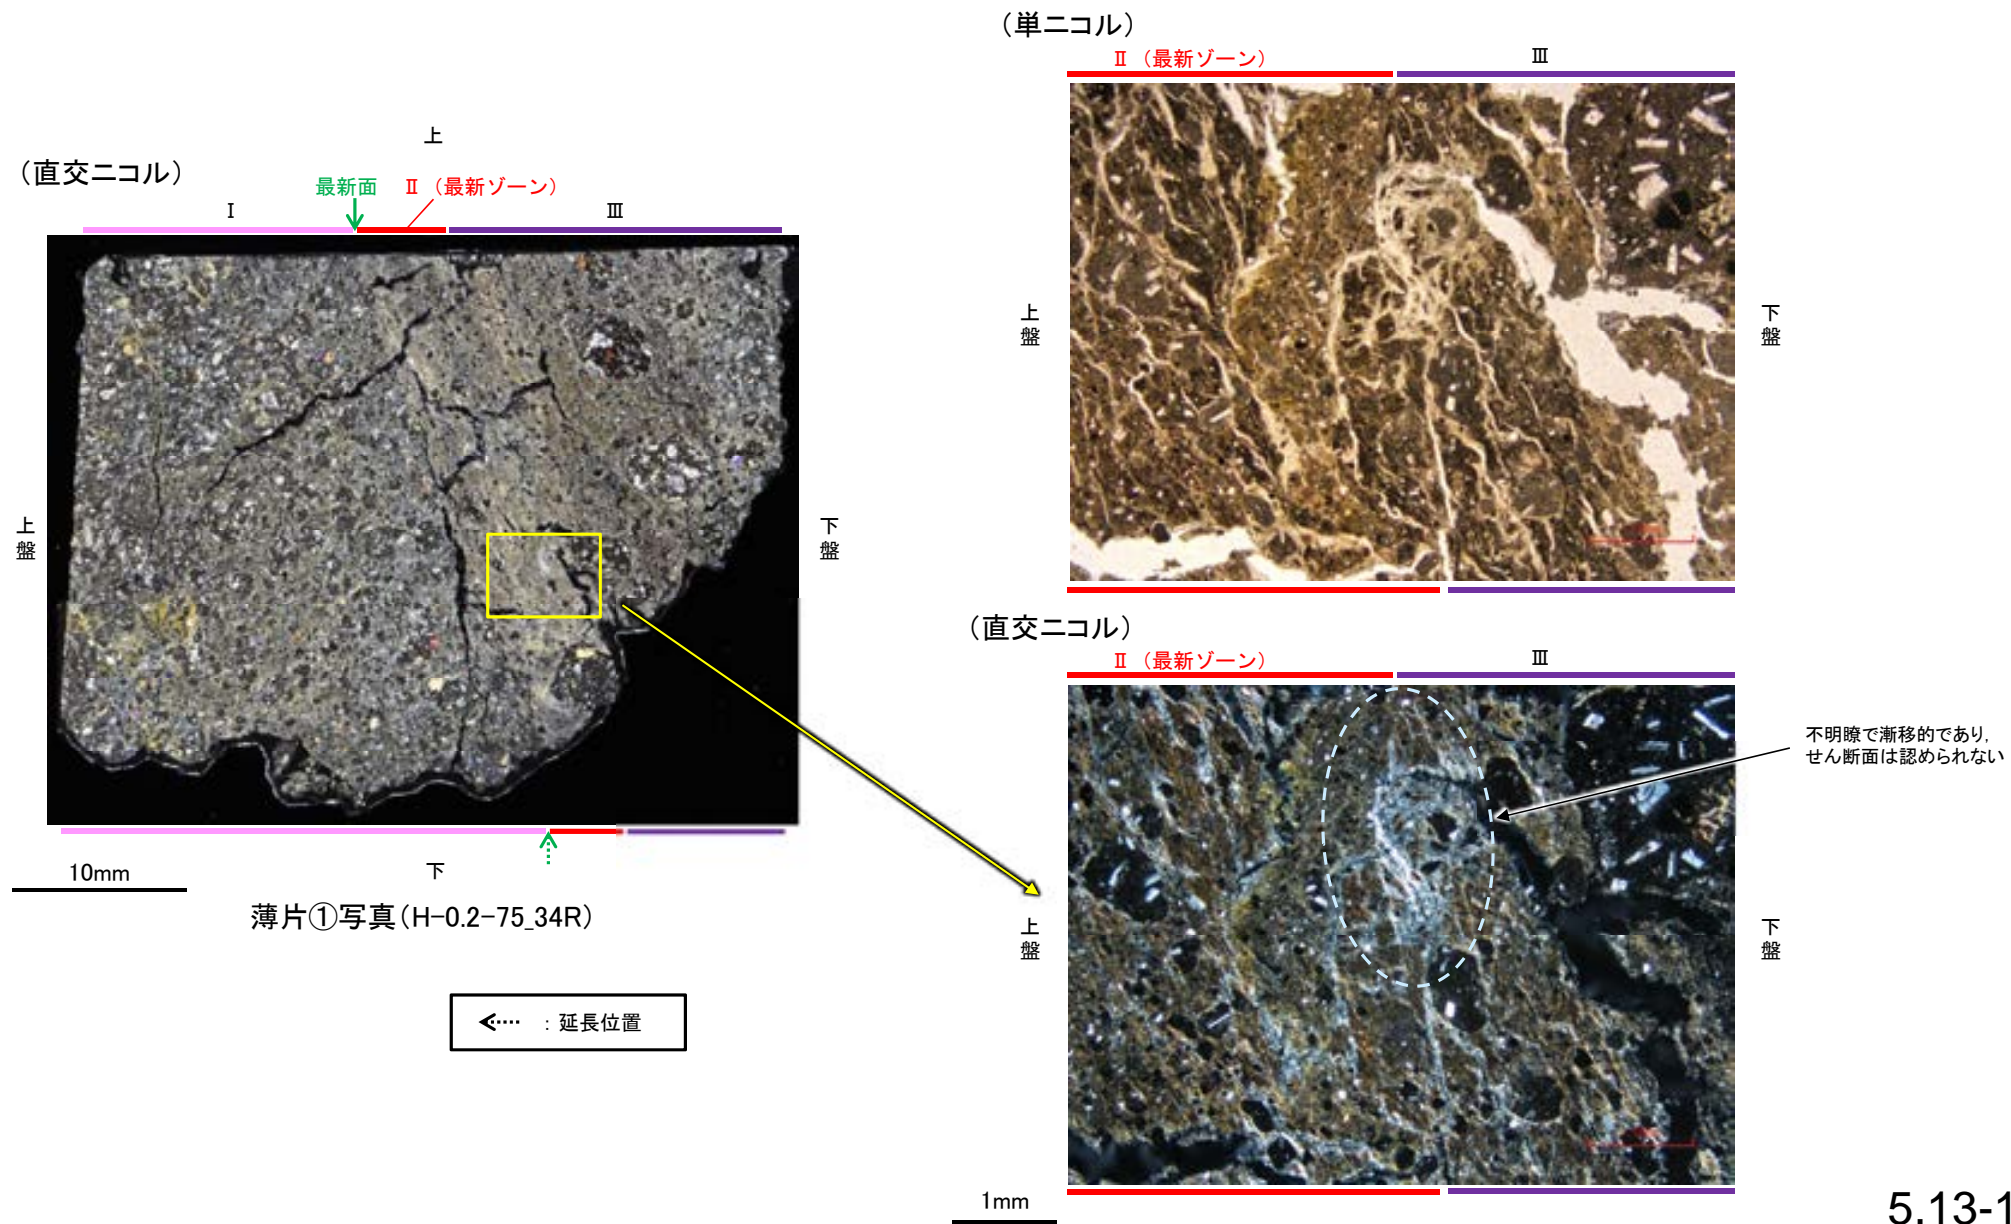 （単ニコル）
Ⅱ （最新ゾーン）
Ⅲ
上
（直交ニコル）
最新面
Ⅱ （最新ゾーン）
Ⅰ
Ⅲ
上盤
下盤
上盤
下盤
（直交ニコル）
Ⅱ （最新ゾーン）
Ⅲ
不明瞭で漸移的であり，
せん断面は認められない
下
10mm
薄片①写真（H-0.2-75_34R）
上盤
下盤
：延長位置
1mm
5.13-1